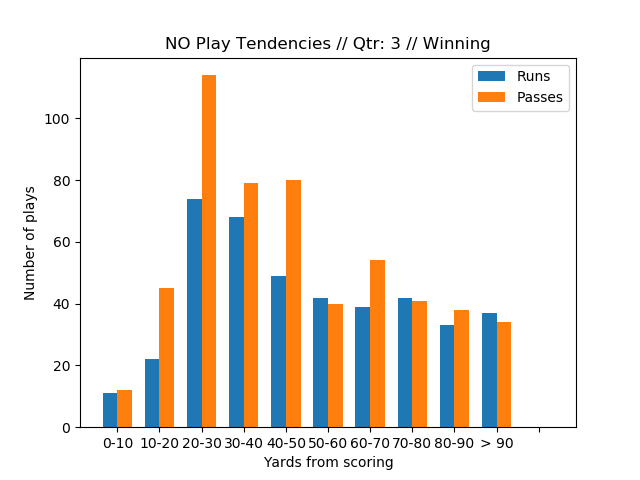 NO Play Tendencies // Qtr: 3 // Winning
Runs
Passes
Number of plays
100
80
60
40
20
0
0-10 10-20 20-30 30-40 40-50 50-60 60-70 70-80 80-90 > 90
Yards from scoring